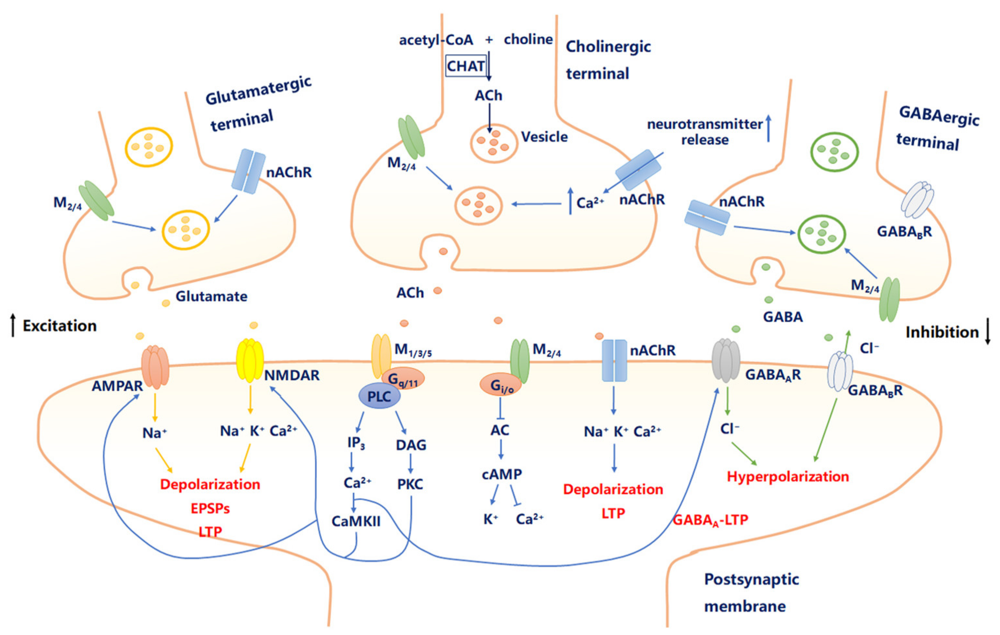 acetyl-CoA + choline
CHAT
ACh
Vesicle
Cholinergic
terminal
Glutamatergic
terminal
nAChR
M2/4
Glutamate
M2/4
Ca²⁺
nAChR
neurotransmitter
release
ACh
GABAergic
terminal
nAChR
GABABR
M2/4
GABA
Excitation
Inhibition
AMPAR
Na⁺
NMDAR
Na⁺ K⁺ Ca²⁺
Depolarization
EPSPs
LTP
M1/3/5
Gq/11
PLC
IP3
DAG
Ca²⁺
PKC
CaMKII
M2/4
Gi/o
AC
cAMP
K⁺
Ca²⁺
nAChR
Na⁺ K⁺ Ca²⁺
Depolarization
LTP
GABAAR
Cl⁻
Cl⁻
GABABR
Hyperpolarization
GABAA-LTP
Postsynaptic
membrane